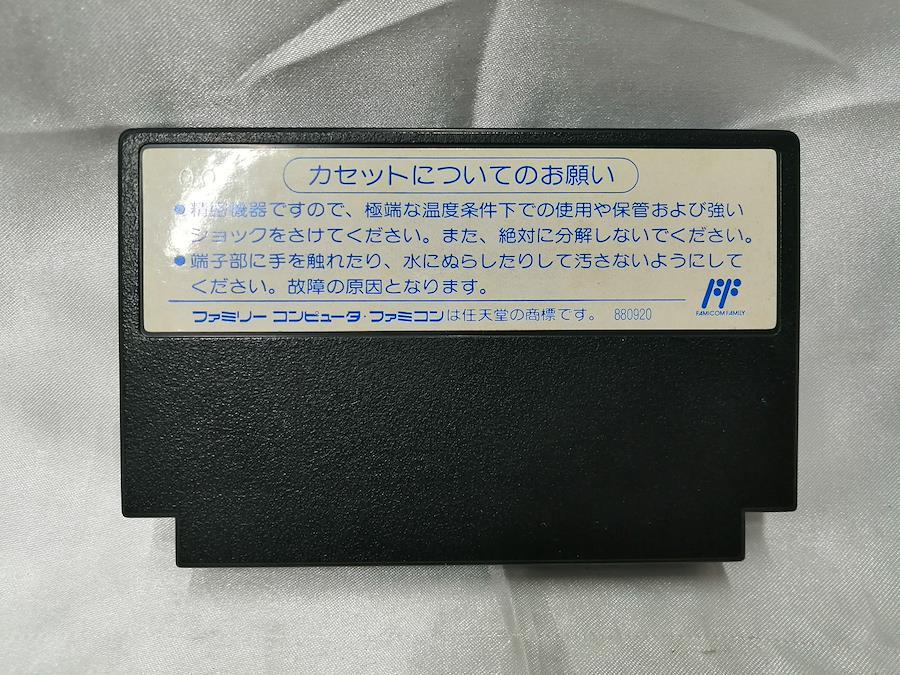 カセットについてのお願い
●精密機器ですので、極端な温度条件下での使用や保管および強い
ショックをさけてください。また、絶対に分解しないでください。
●端子部に手を触れたり、水にぬらしたりして汚さないようにして
ください。故障の原因となります。
ファミリーコンピュータ・ファミコンは任天堂の商標です。 880920
FAMICOM FAMILY